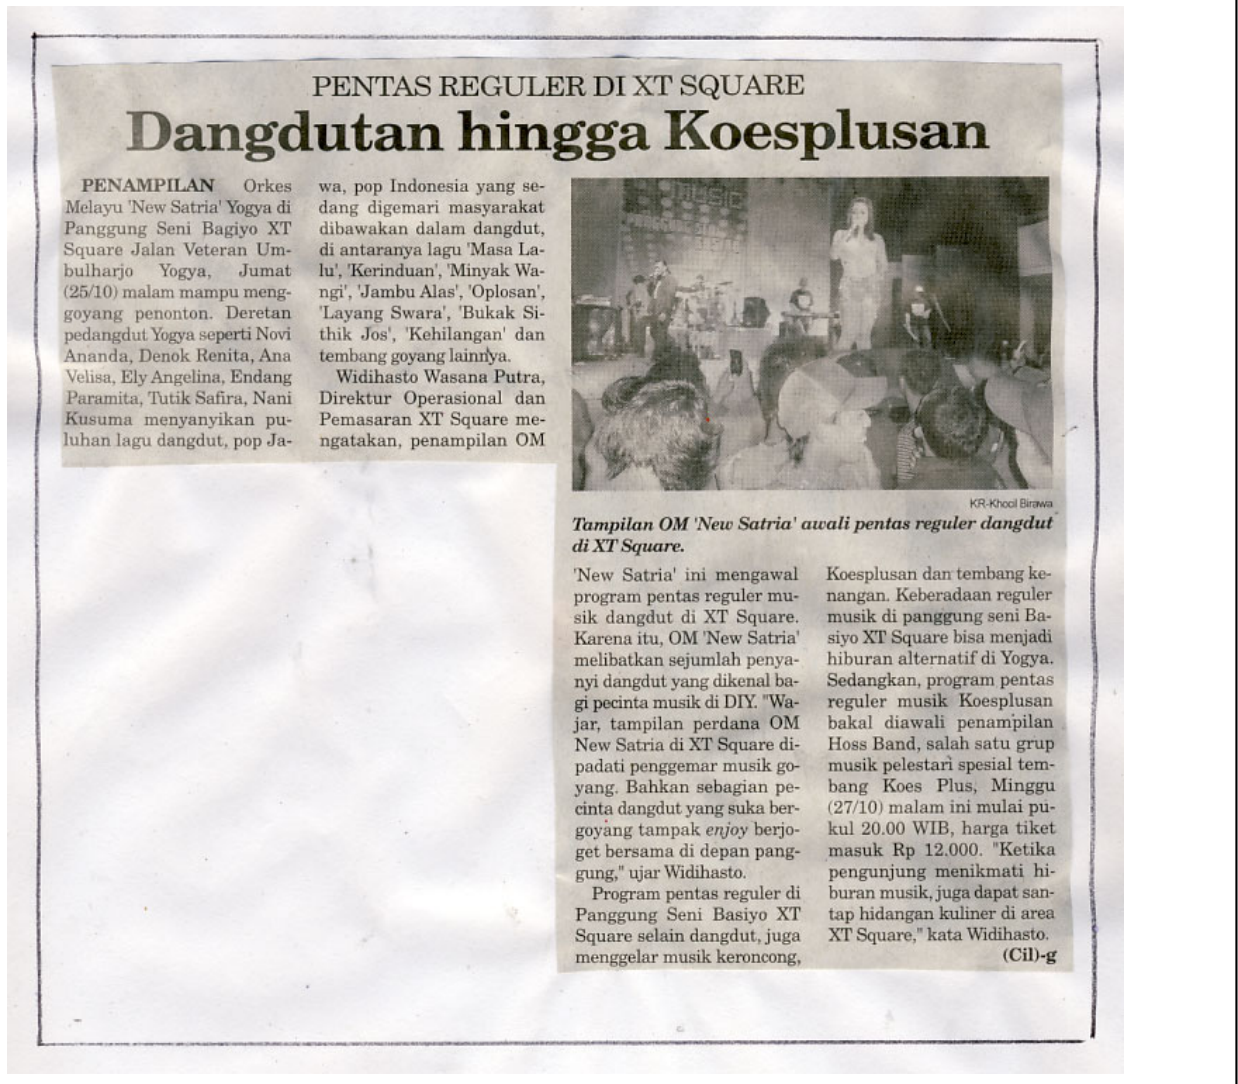 PENTAS REGULER DI XT SQUARE
Dangdutan hingga Koesplusan
PENAMPILAN Orkes
Melayu 'New Satria' Yogya di
Panggung Seni Bagiyo XT
Square Jalan Veteran Um-
bulharjo Yogya, Jumat
(25/10) malam mampu meng-
goyang penonton. Deretan
pedangdut Yogya seperti Novi
Ananda, Denok Renita, Ana
Velisa, Ely Angelina, Endang
Paramita, Tutik Safira, Nani
Kusuma menyanyikan pu-
luhan lagu dangdut, pop Ja-
wa, pop Indonesia yang se-
dang digemari masyarakat
dibawakan dalam dangdut,
di antaranya lagu 'Masa La-
lu', 'Kerinduan', 'Minyak Wa-
ngi', 'Jambu Alas', 'Oplosan',
'Layang Swara', 'Bukak Si-
thik Jos', 'Kehilangan' dan
tembang goyang lainnya.
Widihasto Wasana Putra,
Direktur Operasional dan
Pemasaran XT Square me-
ngatakan, penampilan OM
KR-Khocil Birawa
Tampilan OM 'New Satria' awali pentas reguler dangdut
di XT Square.
'New Satria' ini mengawal
program pentas reguler mu-
sik dangdut di XT Square.
Karena itu, OM 'New Satria'
melibatkan sejumlah penya-
nyi dangdut yang dikenal ba-
gi pecinta musik di DIY. "Wa-
jar, tampilan perdana OM
New Satria di XT Square di-
padati penggemar musik go-
yang. Bahkan sebagian pe-
cinta dangdut yang suka ber-
goyang tampak enjoy berjo-
get bersama di depan pang-
gung," ujar Widihasto.
Program pentas reguler di
Panggung Seni Basiyo XT
Square selain dangdut, juga
menggelar musik keroncong,
Koesplusan dan tembang ke-
nangan. Keberadaan reguler
musik di panggung seni Ba-
siyo XT Square bisa menjadi
hiburan alternatif di Yogya.
Sedangkan, program pentas
reguler musik Koesplusan
bakal diawali penampilan
Hoss Band, salah satu grup
musik pelestari spesial tem-
bang Koes Plus, Minggu
(27/10) malam ini mulai pu-
kul 20.00 WIB, harga tiket
masuk Rp 12.000. "Ketika
pengunjung menikmati hi-
buran musik, juga dapat san-
tap hidangan kuliner di area
XT Square," kata Widihasto.
(Cil)-g